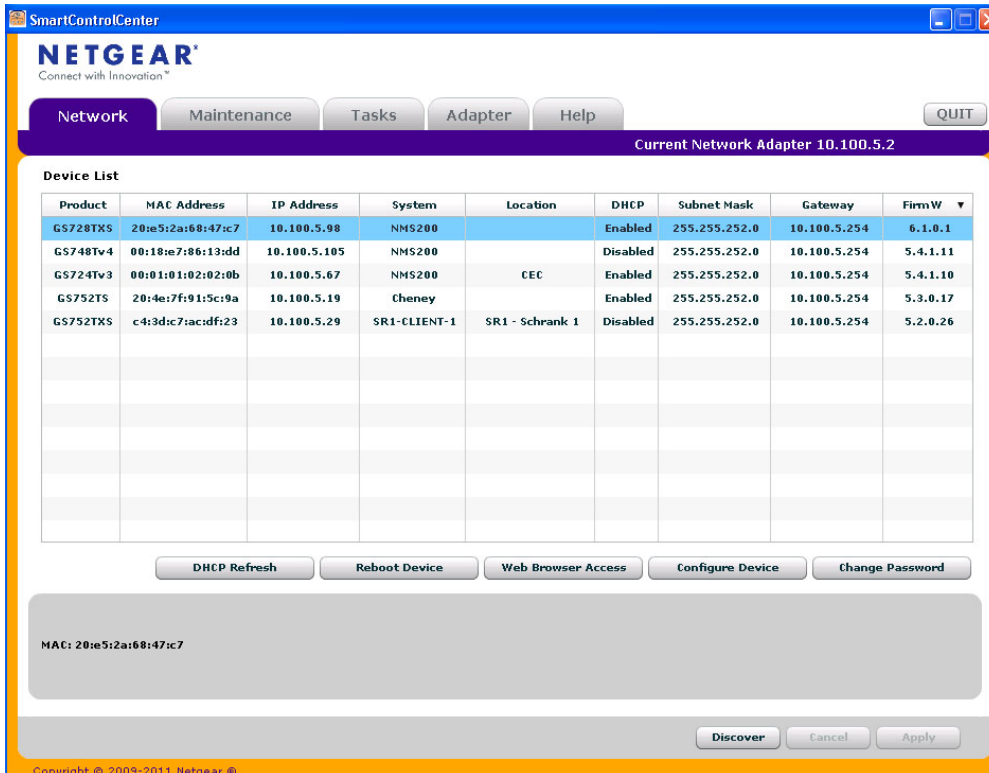 SmartControlCenter
NETGEAR®
Connect with Innovation™
Network Maintenance Tasks Adapter Help QUIT
Current Network Adapter 10.100.5.2
Device List
Product MAC Address IP Address System Location DHCP Subnet Mask Gateway FirmW ▼
GS728TXS 20:e5:2a:68:47:c7 10.100.5.98 NMS200 Enabled 255.255.252.0 10.100.5.254 6.1.0.1
GS748Tv4 00:18:e7:86:13:dd 10.100.5.105 NMS200 Disabled 255.255.252.0 10.100.5.254 5.4.1.11
GS724Tv3 00:01:01:02:02:0b 10.100.5.67 NMS200 CEC Enabled 255.255.252.0 10.100.5.254 5.4.1.10
GS752TS 20:4e:7f:91:5c:9a 10.100.5.19 Cheney Enabled 255.255.252.0 10.100.5.254 5.3.0.17
GS752TXS c4:3d:c7:ac:df:23 10.100.5.29 SR1-CLIENT-1 SR1 - Schrank 1 Disabled 255.255.252.0 10.100.5.254 5.2.0.26
DHCP Refresh Reboot Device Web Browser Access Configure Device Change Password
MAC: 20:e5:2a:68:47:c7
Discover Cancel Apply
Copyright © 2009-2011 Netgear ®